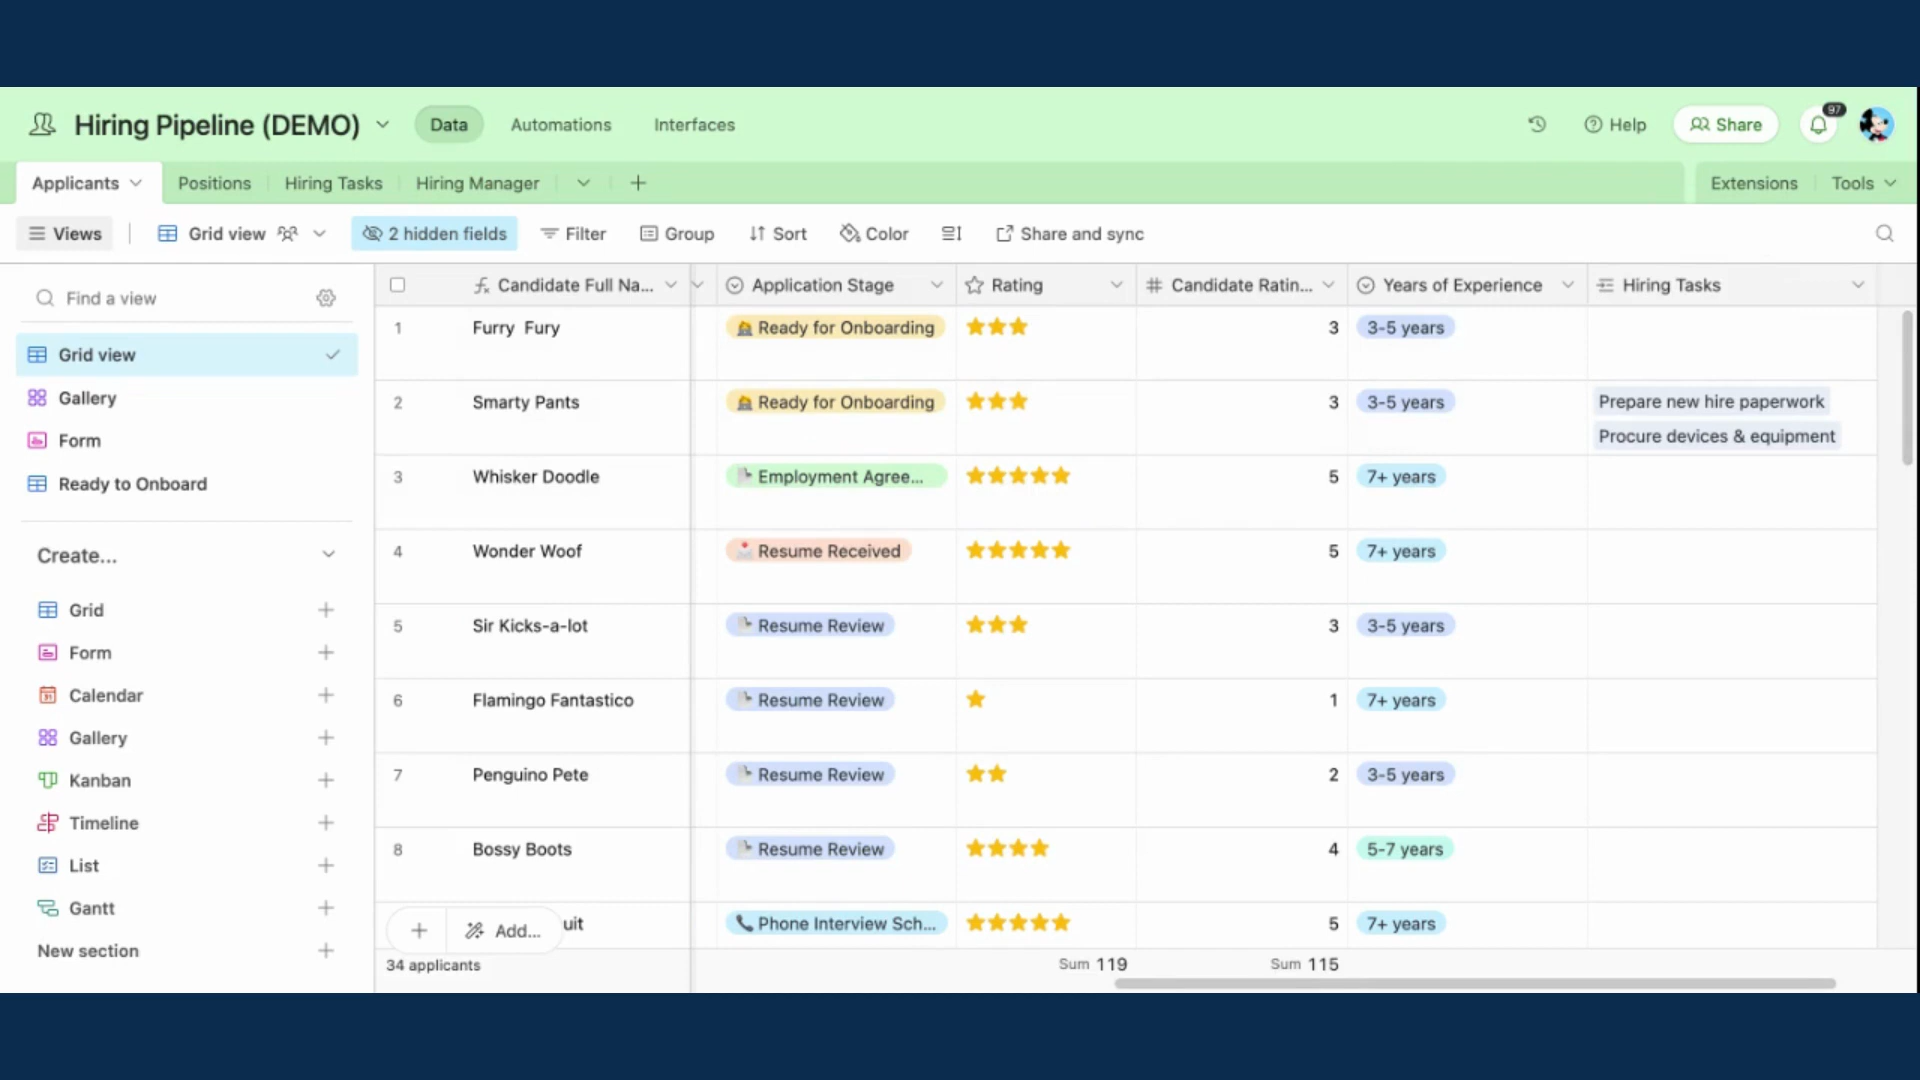 Hiring Pipeline (DEMO)
Data
Automations
Interfaces
Help
Share
97
Applicants
Positions
Hiring Tasks
Hiring Manager
Extensions
Tools
Views
Grid view
2 hidden fields
Filter
Group
Sort
Color
Share and sync
Find a view
Grid view
Gallery
Form
Ready to Onboard
Create...
Grid
Form
Calendar
Gallery
Kanban
Timeline
List
Gantt
New section
Candidate Full Na... Application Stage Rating Candidate Ratin... Years of Experience Hiring Tasks
1 Furry Fury Ready for Onboarding 3 3-5 years
2 Smarty Pants Ready for Onboarding 3 3-5 years Prepare new hire paperwork
Procure devices & equipment
3 Whisker Doodle Employment Agree... 5 7+ years
4 Wonder Woof Resume Received 5 7+ years
5 Sir Kicks-a-lot Resume Review 3 3-5 years
6 Flamingo Fantastico Resume Review 1 7+ years
7 Penguino Pete Resume Review 2 3-5 years
8 Bossy Boots Resume Review 4 5-7 years
Add... uit Phone Interview Sch... 5 7+ years
34 applicants Sum 119 Sum 115